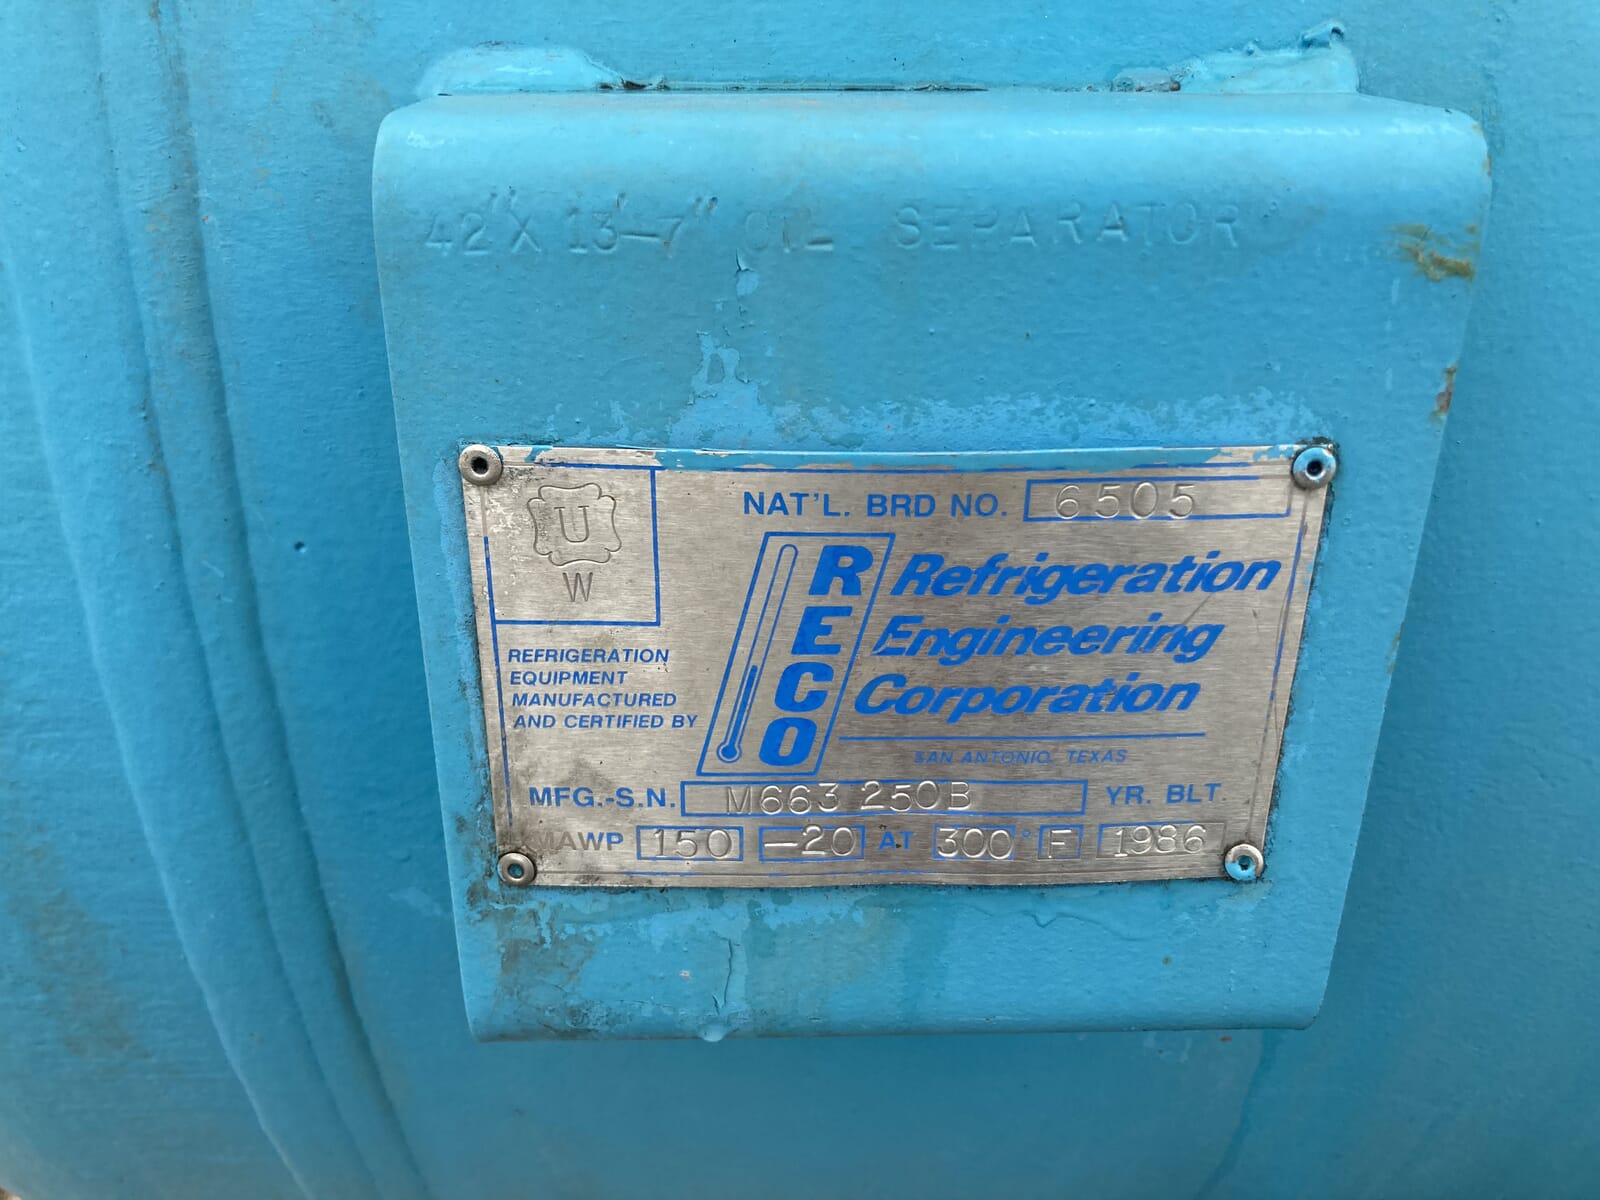 42" X 13'-7" OIL SEPARATOR
U
W
NAT'L. BRD NO. 6505
RECO
Refrigeration
Engineering
Corporation
SAN ANTONIO, TEXAS
REFRIGERATION
EQUIPMENT
MANUFACTURED
AND CERTIFIED BY
MFG.-S.N. M663 250B YR. BLT.
MAWP 150 -20 AT 300 °F 1986